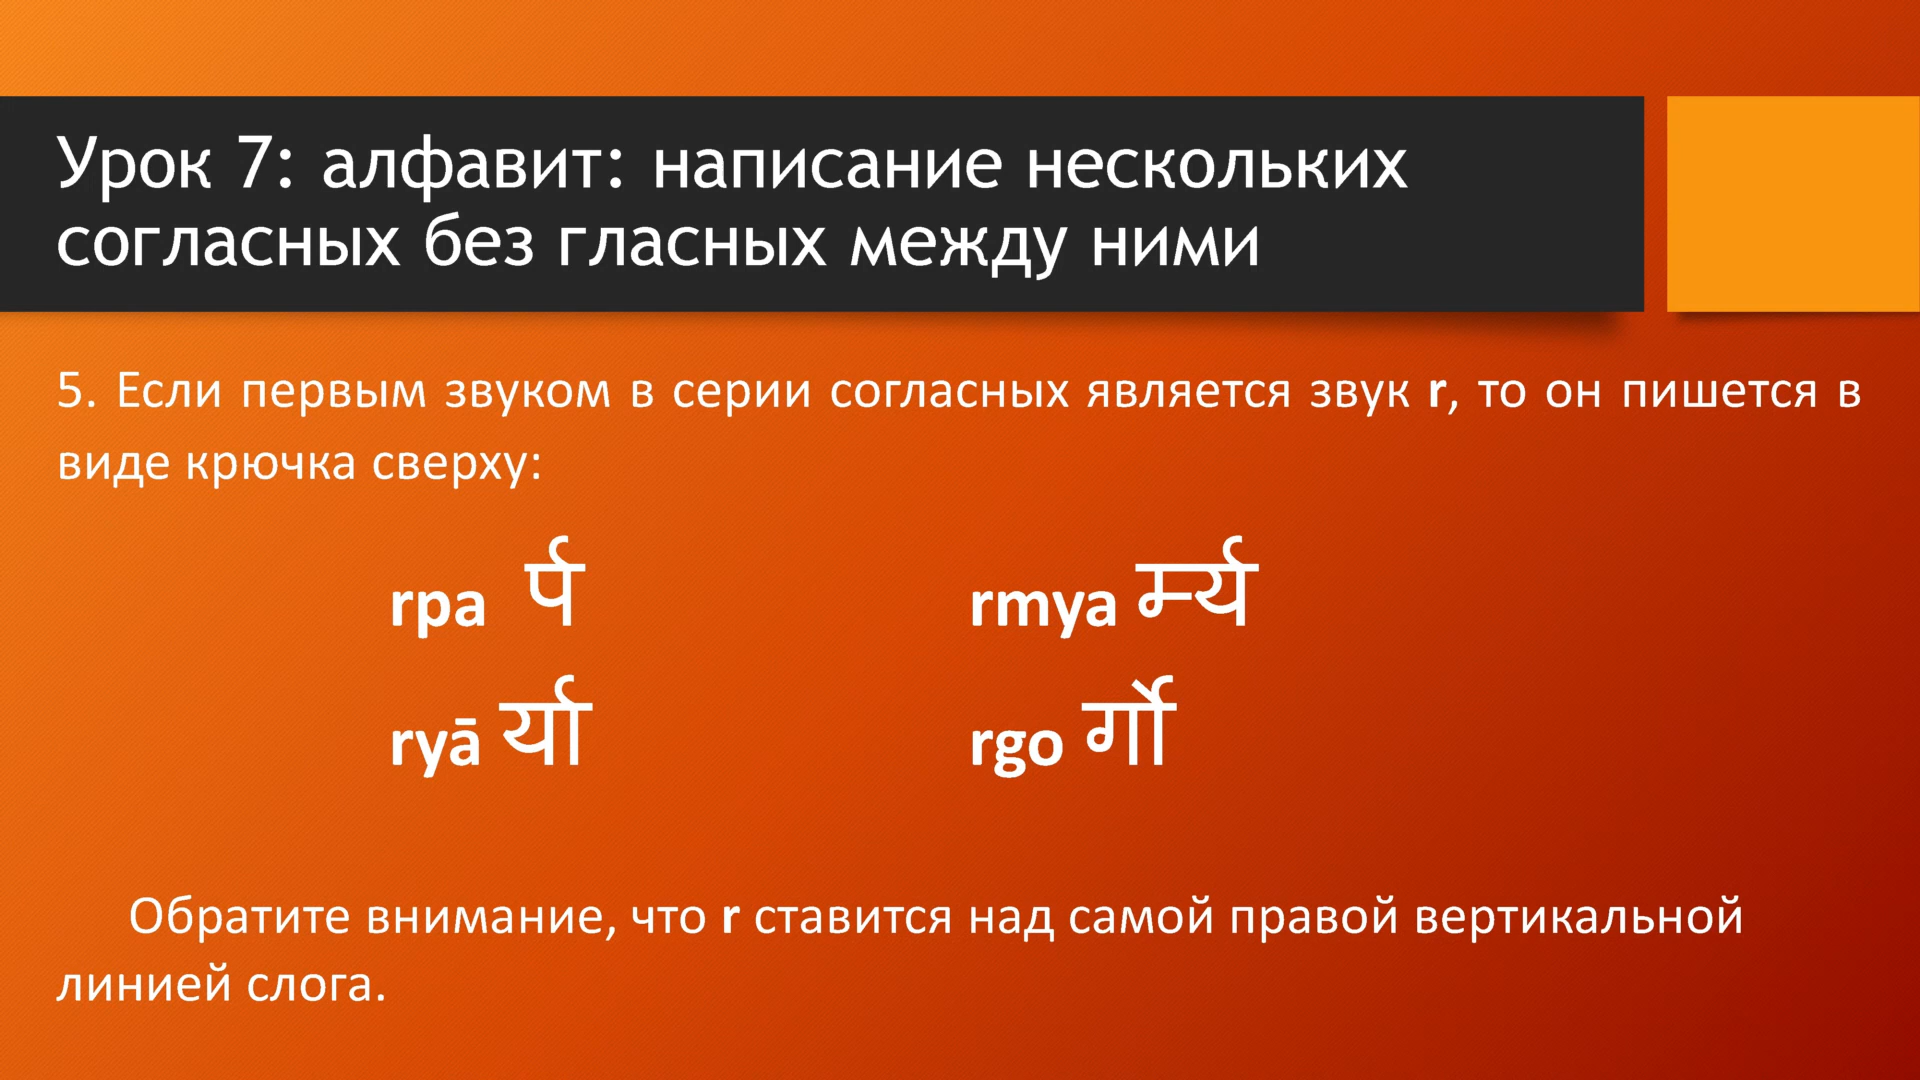 Урок 7: алфавит: написание нескольких
согласных без гласных между ними
5. Если первым звуком в серии согласных является звук r, то он пишется в
виде крючка сверху:
rpa र्प rmya र्म्य
ryā र्या rgo र्गो
Обратите внимание, что r ставится над самой правой вертикальной
линией слога.